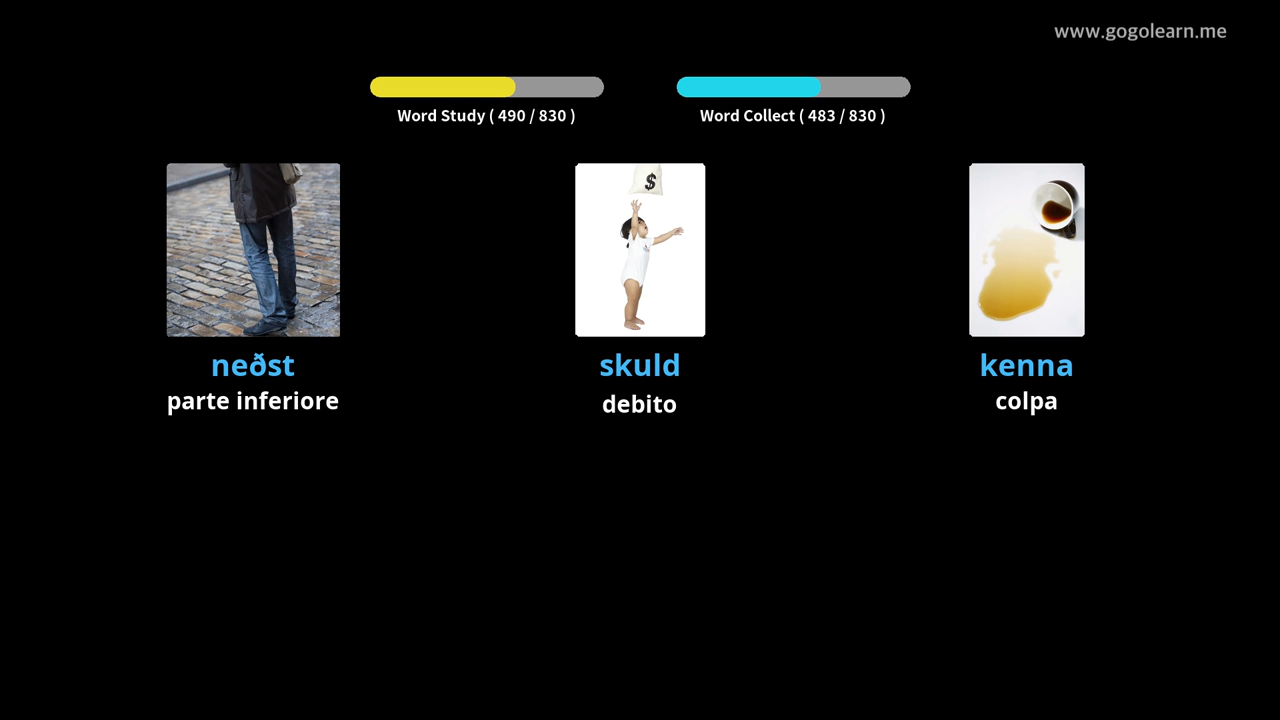 www.gogolearn.me
Word Study ( 490 / 830 )
Word Collect ( 483 / 830 )
$
neðst
skuld
kenna
parte inferiore
debito
colpa